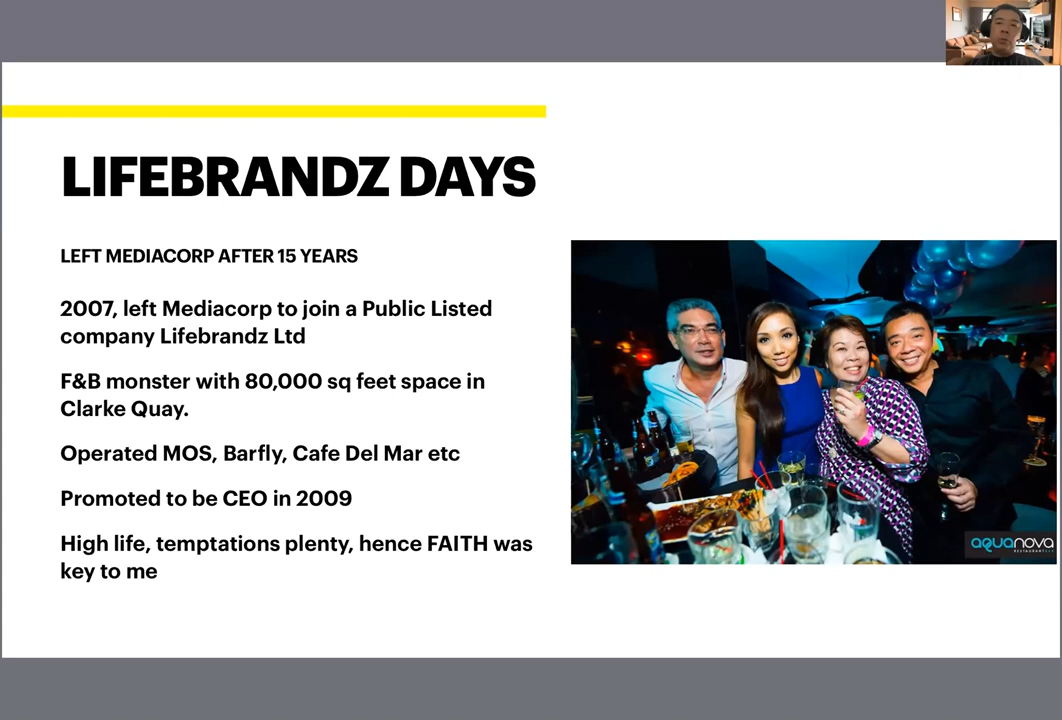 LIFEBRANDZ DAYS
LEFT MEDIACORP AFTER 15 YEARS
2007, left Mediacorp to join a Public Listed
company Lifebrandz Ltd
F&B monster with 80,000 sq feet space in
Clarke Quay.
Operated MOS, Barfly, Cafe Del Mar etc
Promoted to be CEO in 2009
High life, temptations plenty, hence FAITH was
key to me
aquanova